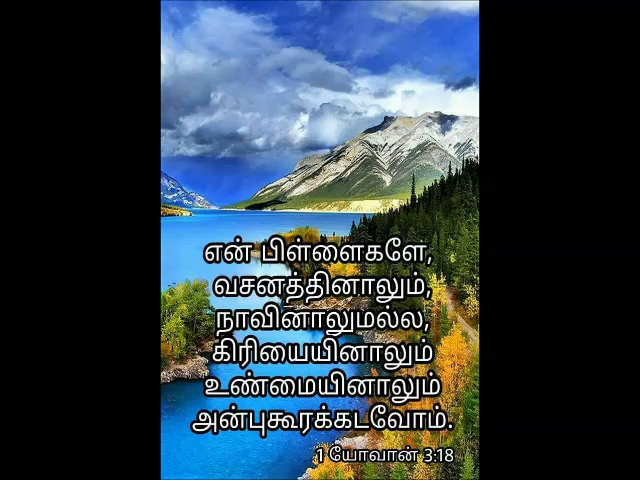 என் பிள்ளைகளே,
வசனத்தினாலும்,
நாவினாலுமல்ல,
கிரியையினாலும்
உண்மையினாலும்
அன்புகூரக்கடவோம்.
1 யோவான் 3:18